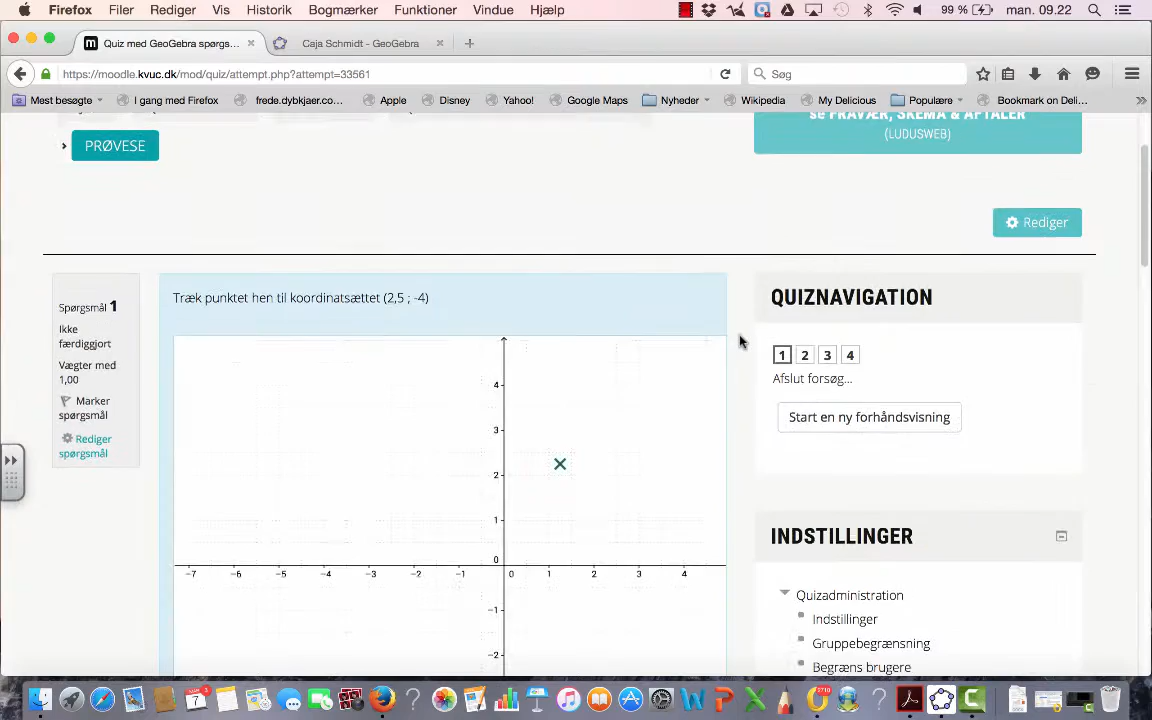 Firefox Filer Rediger Vis Historik Bogmærker Funktioner Vindue Hjælp 99 % man. 09.22
Quiz med GeoGebra spørgs... Caja Schmidt - GeoGebra
https://moodle.kvuc.dk/mod/quiz/attempt.php?attempt=33561 Søg
Mest besøgte I gang med Firefox frede.dybkjaer.co... Apple Disney Yahoo! Google Maps Nyheder Wikipedia My Delicious Populære Bookmark on Deli...
se FRAVÆR, SKEMA & AFTALER
(LUDUSWEB)
PRØVESE
Rediger
Spørgsmål 1
Ikke
færdiggjort
Vægter med
1,00
Marker
spørgsmål
Rediger
spørgsmål
Træk punktet hen til koordinatsættet (2,5 ; -4)
4
3
2
1
0
-7 -6 -5 -4 -3 -2 -1 0 1 2 3 4
-1
-2
QUIZNAVIGATION
1 2 3 4
Afslut forsøg...
Start en ny forhåndsvisning
INDSTILLINGER
Quizadministration
Indstillinger
Gruppebegrænsning
Begræns brugere